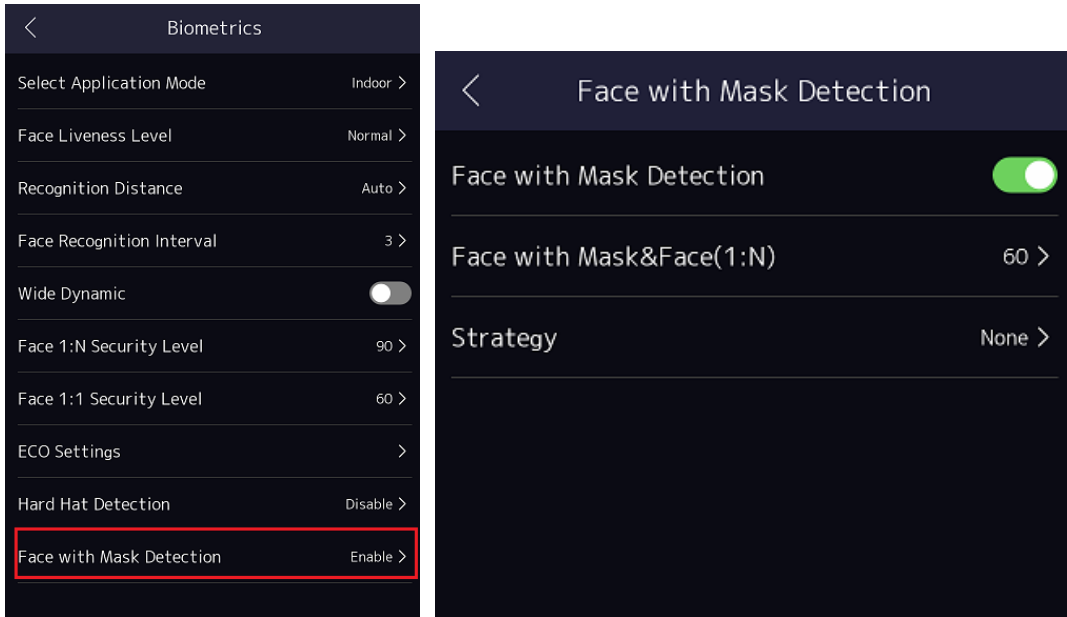 Biometrics
Select Application Mode Indoor
Face Liveness Level Normal
Recognition Distance Auto
Face Recognition Interval 3
Wide Dynamic
Face 1:N Security Level 90
Face 1:1 Security Level 60
ECO Settings
Hard Hat Detection Disable
Face with Mask Detection Enable
Face with Mask Detection
Face with Mask Detection
Face with Mask&Face(1:N) 60
Strategy None